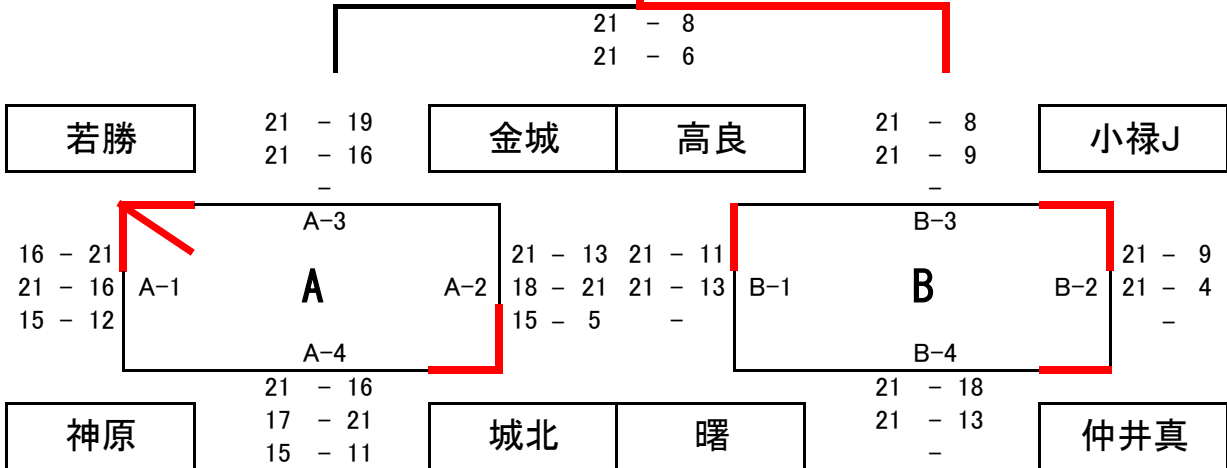 21 － 8
21 － 6
若勝
21 － 19
21 － 16
－
金城
高良
21 － 8
21 － 9
－
小禄J
A-3
B-3
16 － 21
21 － 16
15 － 12
A-1
A
A-2
21 － 13
18 － 21
15 － 5
21 － 11
21 － 13
－
B-1
B
B-2
21 － 9
21 － 4
－
A-4
B-4
神原
21 － 16
17 － 21
15 － 11
城北
曙
21 － 18
21 － 13
－
仲井真